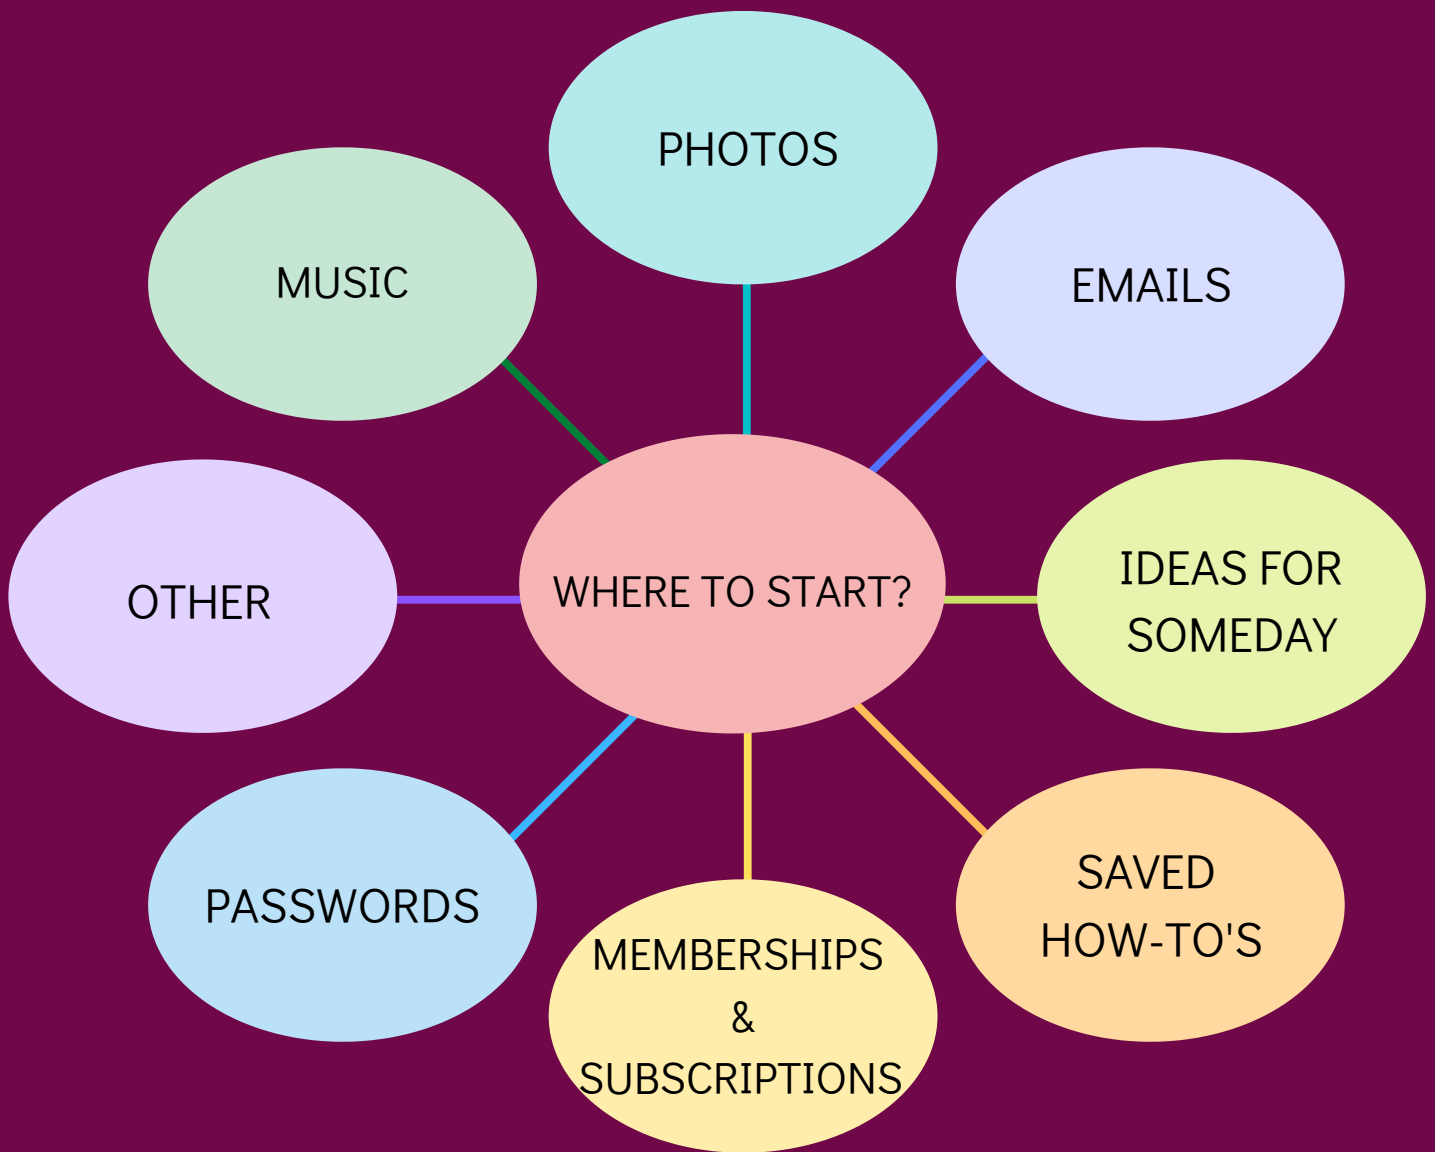 PHOTOS
MUSIC
EMAILS
WHERE TO START?
IDEAS FOR
SOMEDAY
OTHER
SAVED
HOW-TO'S
PASSWORDS
MEMBERSHIPS
&
SUBSCRIPTIONS